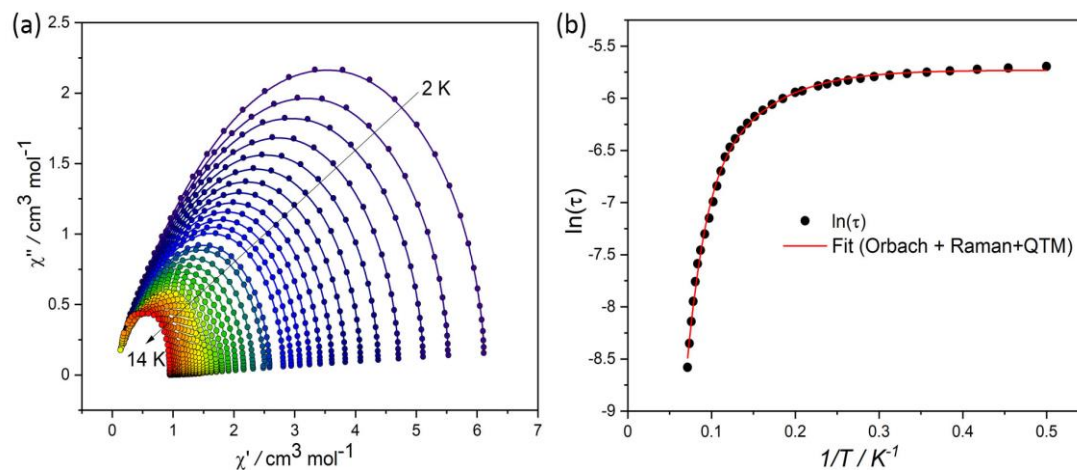 (a)
2.5
2
1.5
1
0.5
0
χ'' / cm³ mol⁻¹
2 K
14 K
0 1 2 3 4 5 6 7
χ' / cm³ mol⁻¹
(b)
-5.5
-6
-6.5
-7
-7.5
-8
-8.5
-9
ln(τ)
ln(τ)
Fit (Orbach + Raman+QTM)
0 0.1 0.2 0.3 0.4 0.5
1/T / K⁻¹